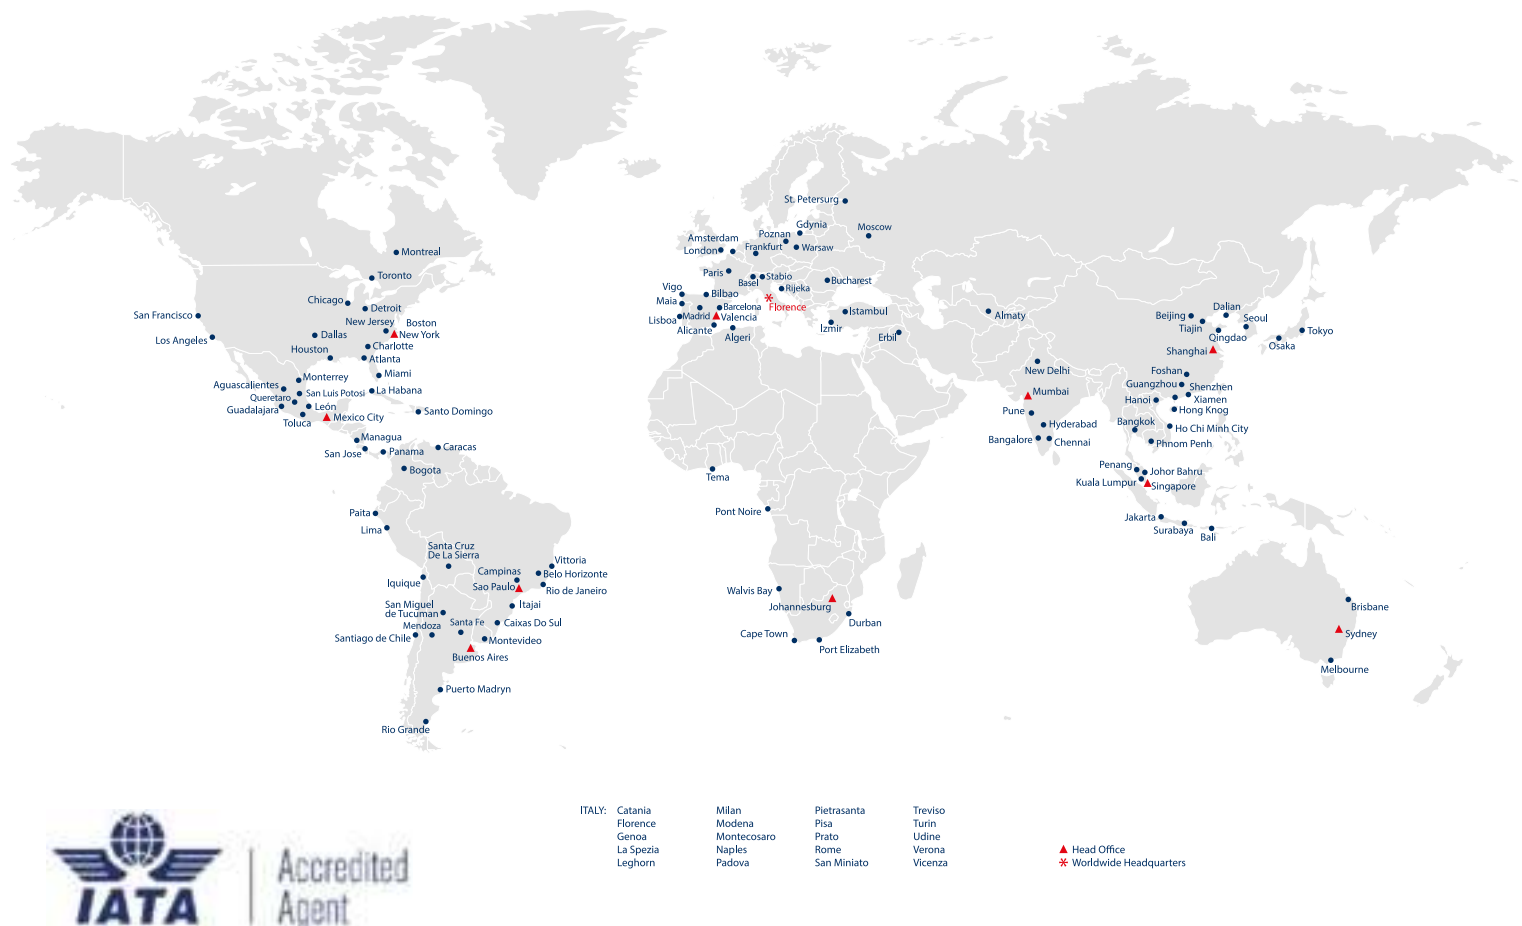 St. Petersurg
Gdynia
Moscow
Poznan
Amsterdam
London
Frankfurt
Warsaw
Montreal
Toronto
Paris
Basel
Stabio
Bucharest
Rijeka
Vigo
Bilbao
Maia
Barcelona
Florence
Madrid
Valencia
Lisboa
Alicante
Algeri
Istambul
Izmir
Erbil
Almaty
Dalian
Beijing
Seoul
Tiajin
Qingdao
Tokyo
Osaka
Shanghai
Chicago
Detroit
San Francisco
New Jersey
Boston
New York
Los Angeles
Dallas
Charlotte
Houston
Atlanta
Miami
Monterrey
Aguascalientes
La Habana
San Luis Potosi
Queretaro
León
Guadalajara
Toluca
Mexico City
Santo Domingo
Managua
San Jose
Panama
Caracas
Bogota
New Delhi
Foshan
Guangzhou
Shenzhen
Mumbai
Hanoi
Xiamen
Hong Knog
Pune
Hyderabad
Bangkok
Ho Chi Minh City
Bangalore
Chennai
Phnom Penh
Penang
Johor Bahru
Kuala Lumpur
Singapore
Jakarta
Surabaya
Bali
Tema
Pont Noire
Paita
Lima
Santa Cruz
De La Sierra
Vittoria
Campinas
Belo Horizonte
Iquique
Sao Paulo
Rio de Janeiro
San Miguel
de Tucuman
Itajai
Mendoza
Santa Fe
Caixas Do Sul
Santiago de Chile
Montevideo
Buenos Aires
Puerto Madryn
Rio Grande
Walvis Bay
Johannesburg
Durban
Cape Town
Port Elizabeth
Brisbane
Sydney
Melbourne
ITALY: Catania Milan Pietrasanta Treviso
Florence Modena Pisa Turin
Genoa Montecosaro Prato Udine
La Spezia Naples Rome Verona
Leghorn Padova San Miniato Vicenza
Head Office
Worldwide Headquarters
IATA
Accredited
Agent